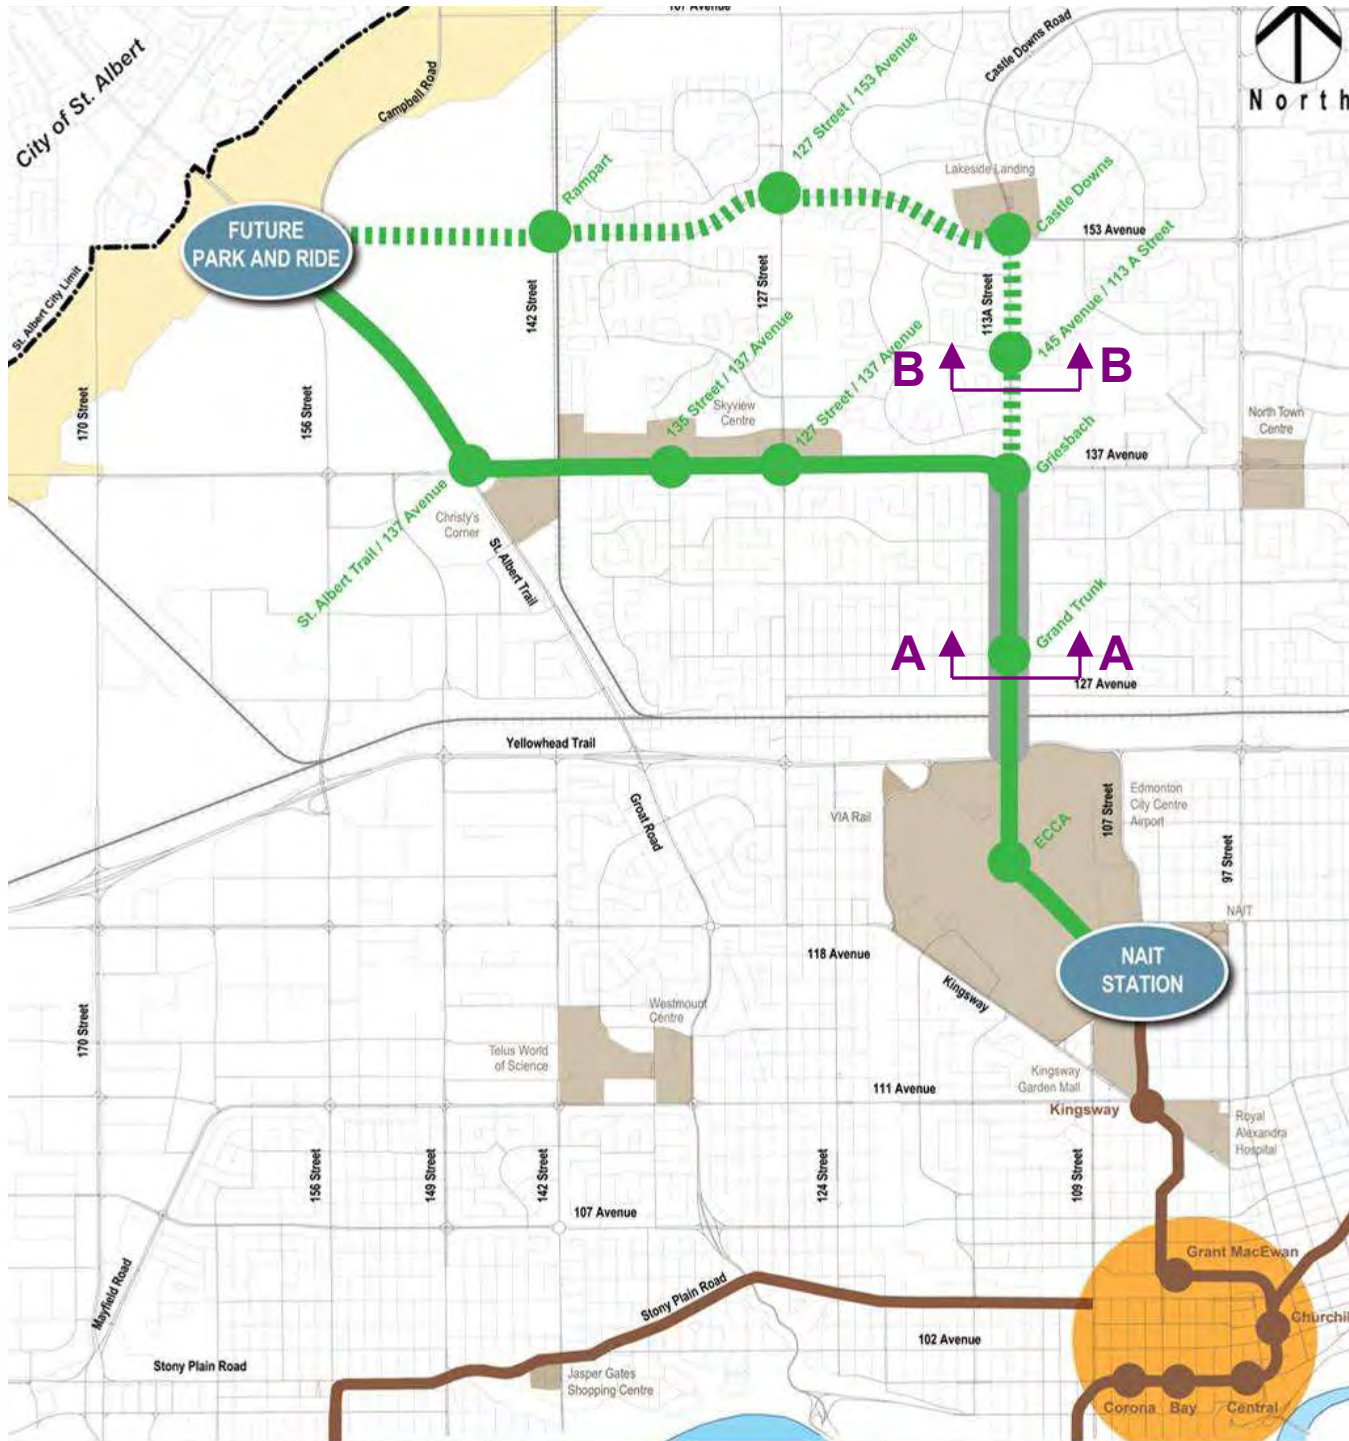 107 Avenue
City of St. Albert
Campbell Road
Castle Downs Road
North
127 Street / 153 Avenue
Rampart
Lakeside Landing
Castle Downs
FUTURE
PARK AND RIDE
153 Avenue
145 Avenue / 113 A Street
St. Albert City Limit
142 Street
127 Street
113A Street
135 Street / 137 Avenue
127 Street / 137 Avenue
B
B
170 Street
156 Street
Skyview
Centre
North Town
Centre
Griesbach
137 Avenue
Christy's
Corner
St. Albert Trail / 137 Avenue
St. Albert Trail
Grand Trunk
A
A
127 Avenue
Yellowhead Trail
Groat Road
VIA Rail
ECCA
107 Street
Edmonton
City Centre
Airport
97 Street
NAIT
118 Avenue
Kingsway
NAIT
STATION
170 Street
Westmount
Centre
Telus World
of Science
Kingsway
Garden Mall
111 Avenue
Kingsway
Royal
Alexandra
Hospital
156 Street
149 Street
142 Street
124 Street
109 Street
107 Avenue
Grant MacEwan
Mayfield Road
Stony Plain Road
Churchil
102 Avenue
Stony Plain Road
Jasper Gates
Shopping Centre
Corona
Bay
Central